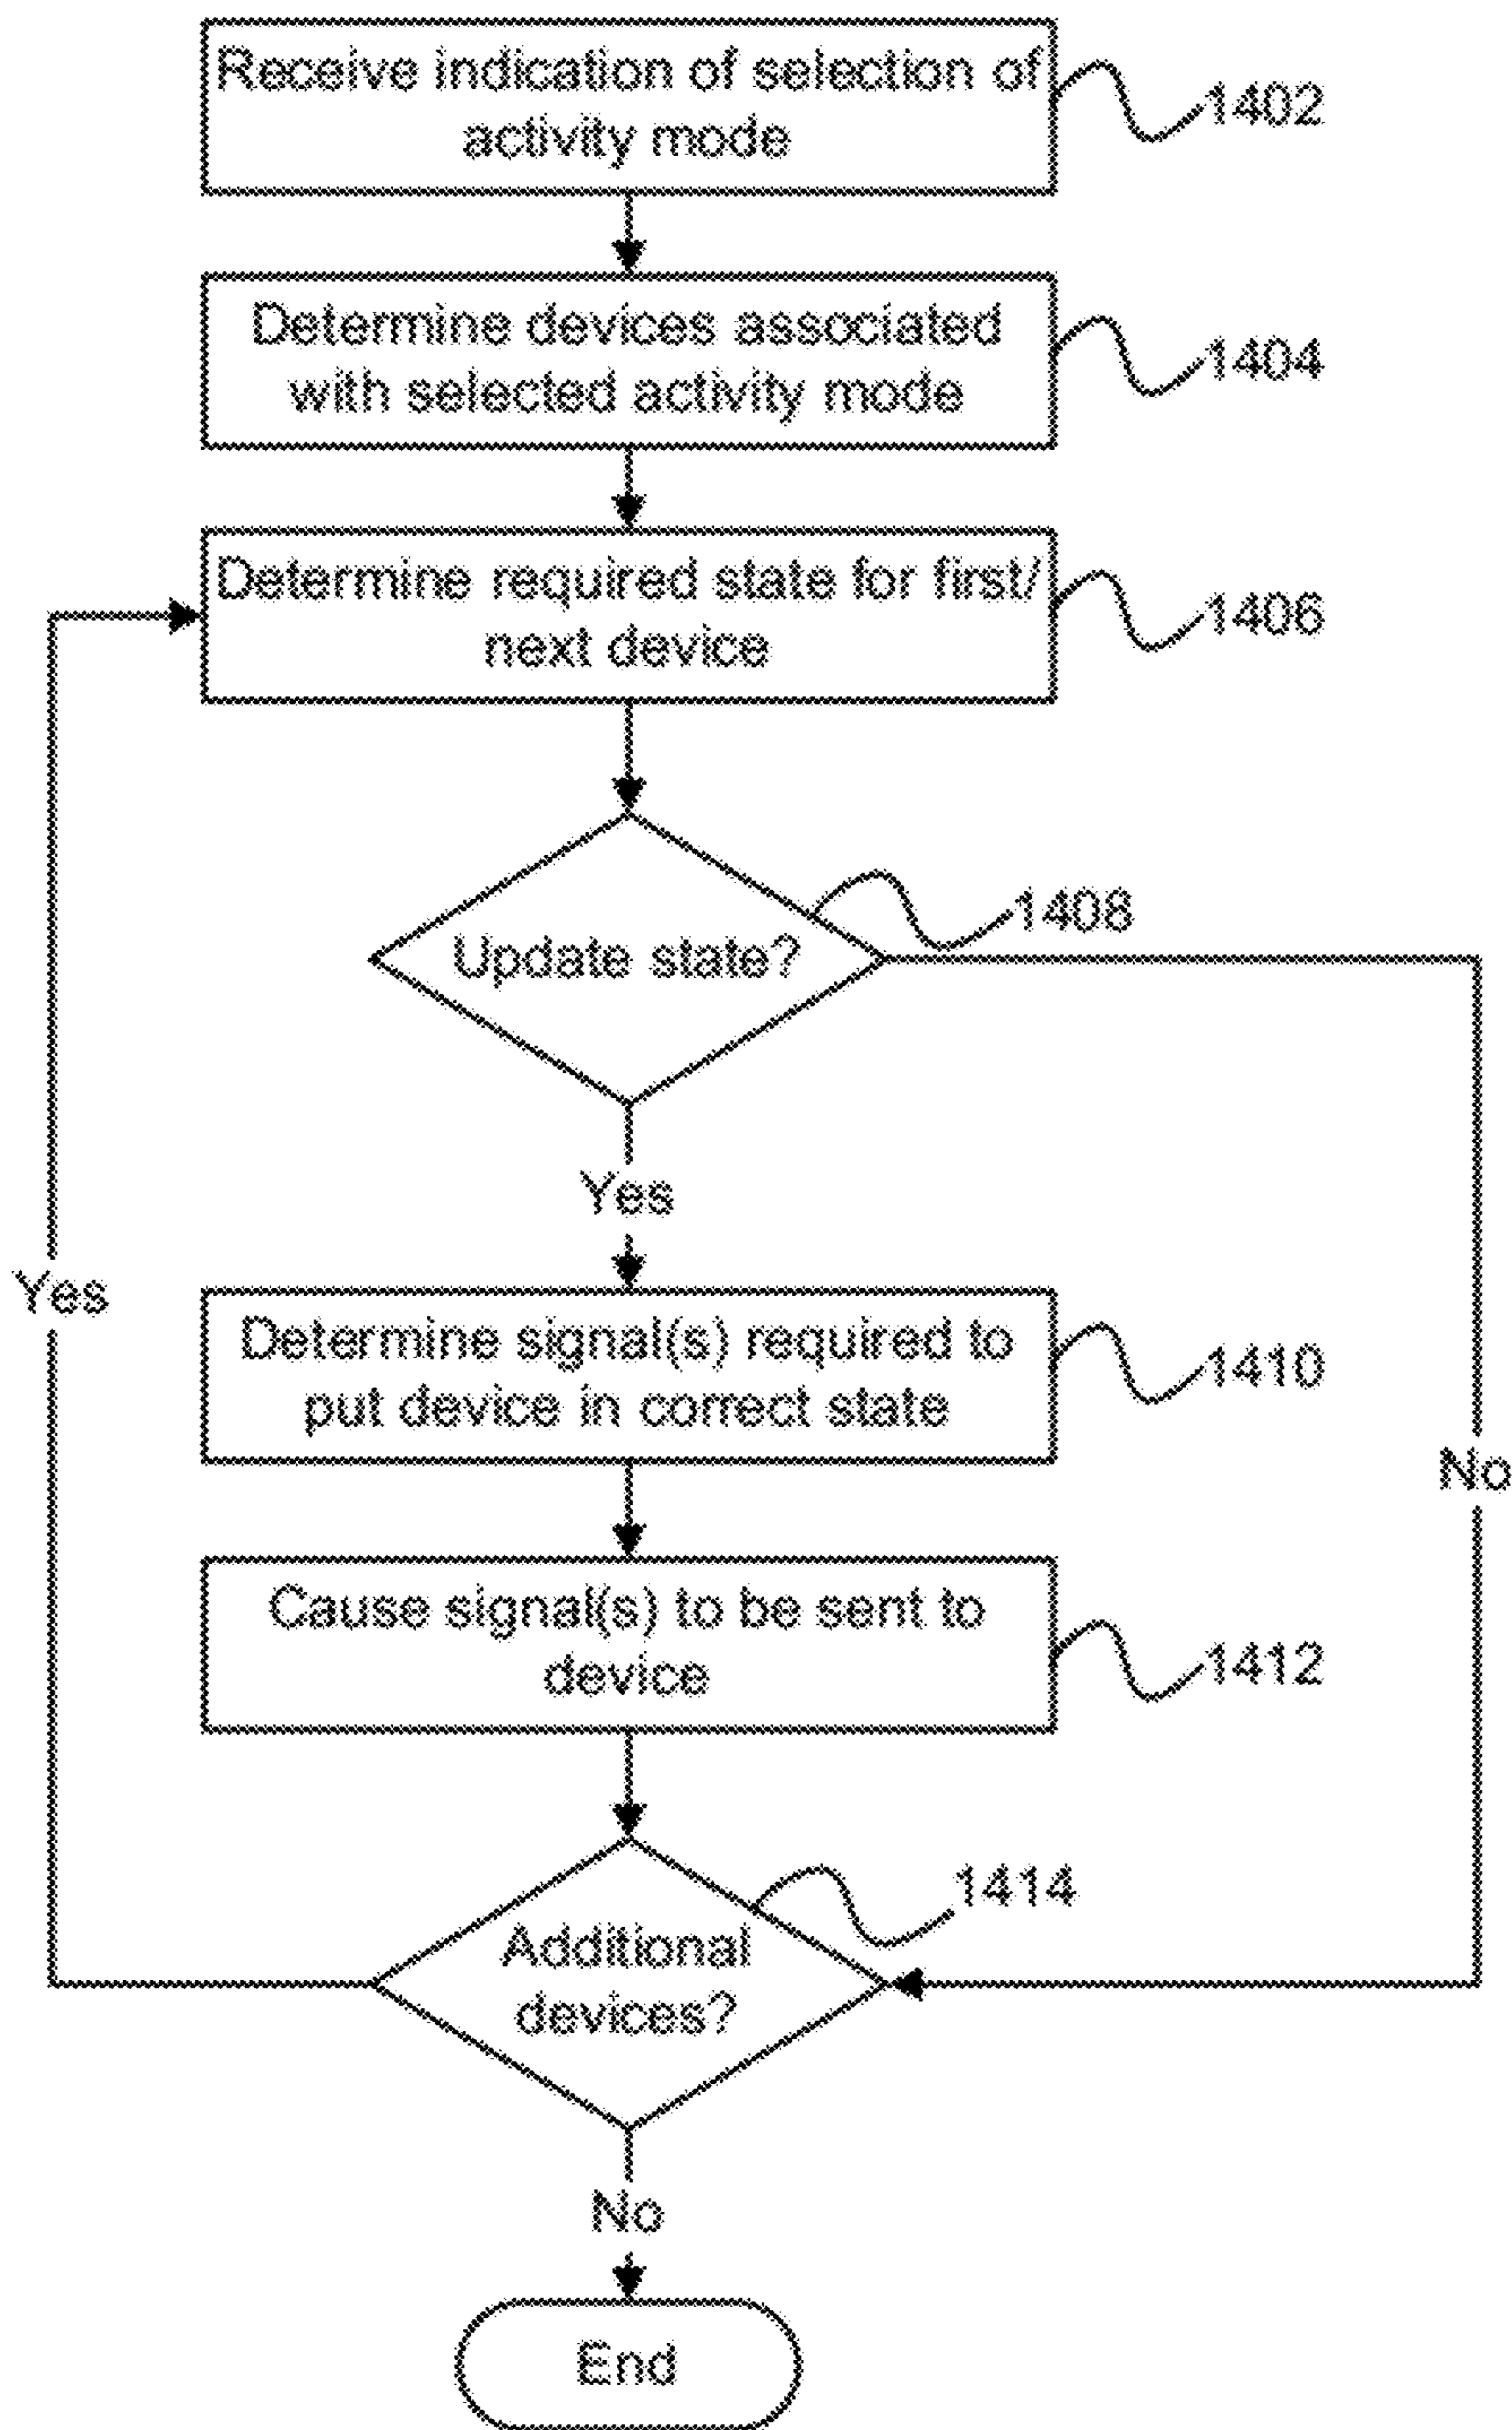 Receive indication of selection of
activity mode
1402
Determine devices associated
with selected activity mode
1404
Determine required state for first/
next device
1406
Update state?
1408
Yes
No
Yes
Determine signal(s) required to
put device in correct state
1410
Cause signal(s) to be sent to
device
1412
Additional
devices?
1414
No
End